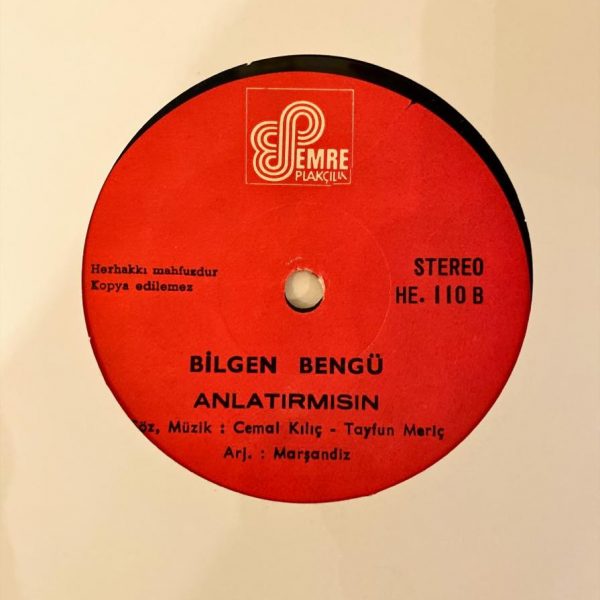 EMRE
PLAKÇILIK
Herhakkı mahfuzdur
Kopya edilemez
STEREO
HE. 110 B
BİLGEN BENGÜ
ANLATIRMISIN
öz, Müzik : Cemal Kılıç - Tayfun Meriç
Arj. : Marşandiz